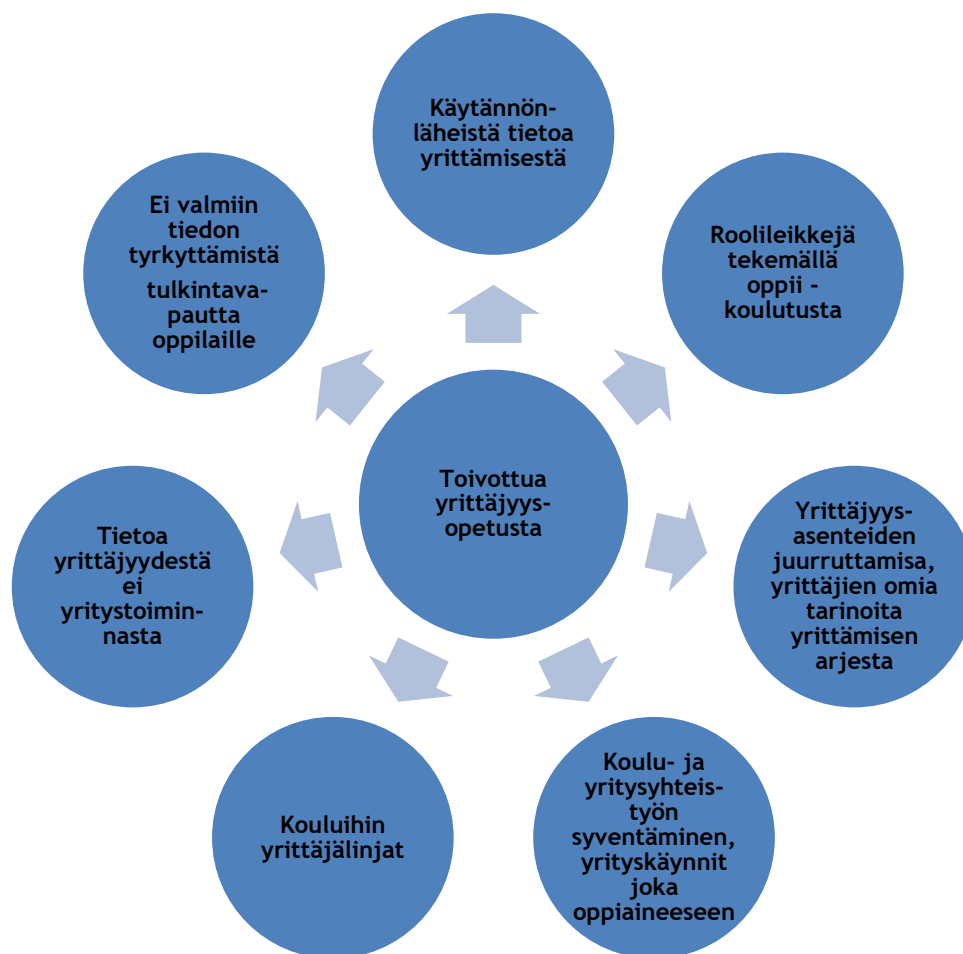 Käytännön-
läheistä tietoa
yrittämisestä
Roolileikkejä
tekemällä
oppii -
koulutusta
Yrittäjyys-
asenteiden
juurruttamisa,
yrittäjien omia
tarinoita
yrittämisen
arjesta
Koulu- ja
yritysyhteis-
työn
syventäminen,
yrityskäynnit
joka
oppiaineeseen
Kouluihin
yrittäjälinjat
Tietoa
yrittäjyydestä
ei
yritystoimin-
nasta
Ei valmiin
tiedon
tyrkyttämistä
tulkintava-
pautta
oppilaille
Toivottua
yrittäjyys-
opetusta